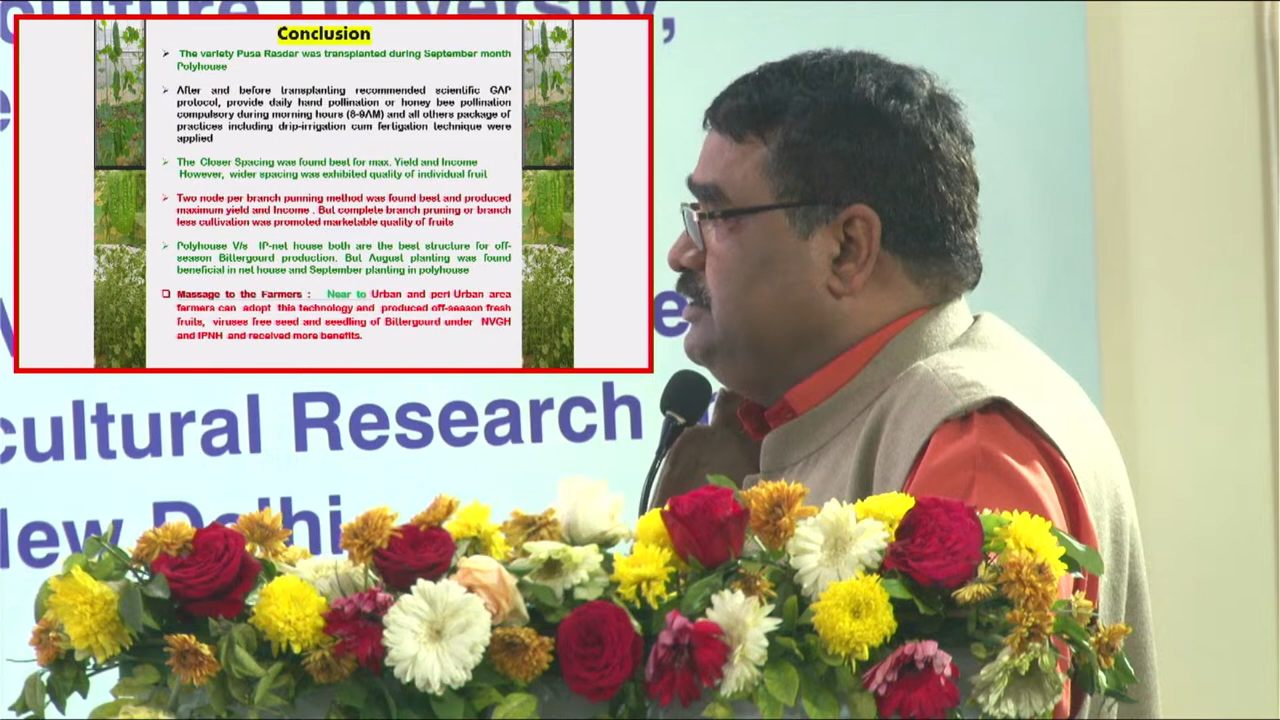 culture University,
Conclusion
The variety Pusa Rasdar was transplanted during September month
Polyhouse
After and before transplanting recommended scientific GAP
protocol, provide daily hand pollination or honey bee pollination
compulsory during morning hours (8-9AM) and all others package of
practices including drip-irrigation cum fertigation technique were
applied
The Closer Spacing was found best for max. Yield and Income
However, wider spacing was exhibited quality of individual fruit
Two node per branch punning method was found best and produced
maximum yield and Income . But complete branch pruning or branch
less cultivation was promoted marketable quality of fruits
Polyhouse V/s IP-net house both are the best structure for off-
season Bittergourd production. But August planting was found
beneficial in net house and September planting in polyhouse
Massage to the Farmers : Near to Urban and peri Urban area
farmers can adopt this technology and produced off-season fresh
fruits, viruses free seed and seedling of Bittergourd under NVGH
and IPNH and received more benefits.
cultural Research
New Delhi